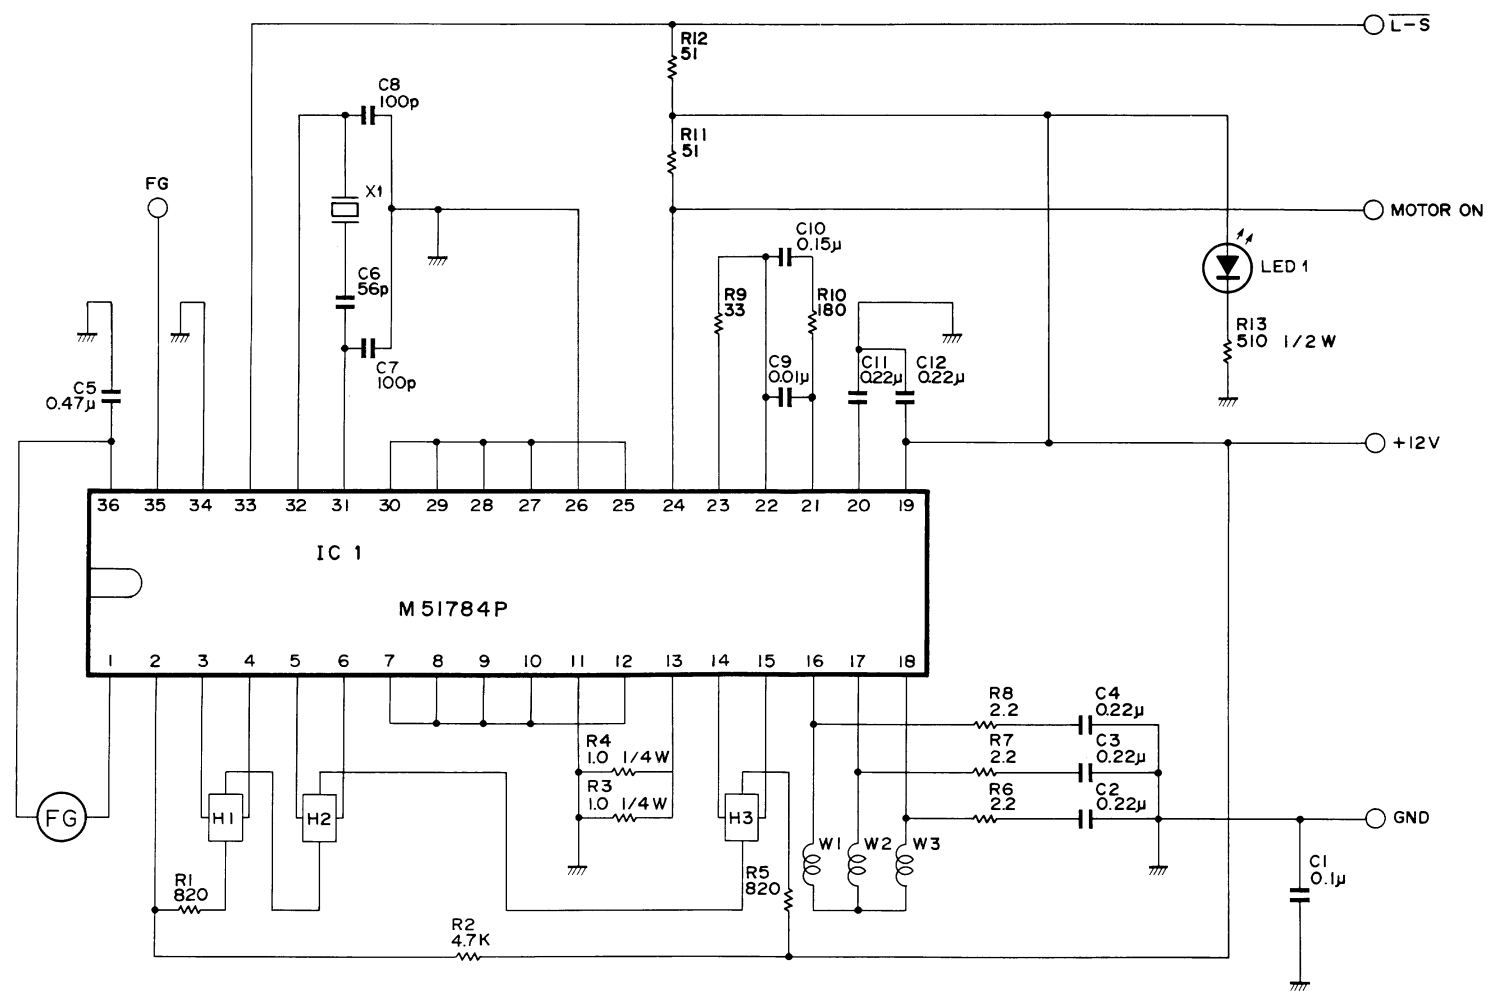 L-S
R12
51
C8
100p
R11
51
FG
X1
MOTOR ON
C10
0.15μ
LED 1
C6
56p
R9
33
R10
180
R13
510 1/2 W
C7
100p
C9
0.01μ
C11
0.22μ
C12
0.22μ
C5
0.47μ
+12V
36 35 34 33 32 31 30 29 28 27 26 25 24 23 22 21 20 19
IC 1
M51784P
1 2 3 4 5 6 7 8 9 10 11 12 13 14 15 16 17 18
R8
2.2
C4
0.22μ
R4
1.0 1/4 W
R7
2.2
C3
0.22μ
R3
1.0 1/4 W
R6
2.2
C2
0.22μ
FG
H1
H2
H3
GND
W1
W2
W3
R1
820
R5
820
C1
0.1μ
R2
4.7K